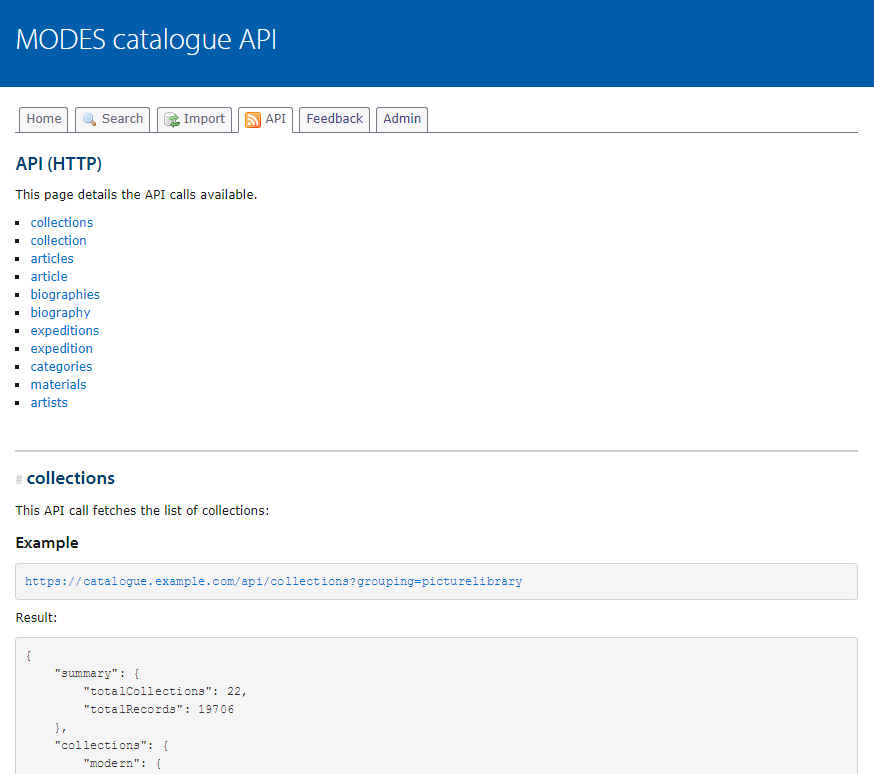 MODES catalogue API
Home Search Import API Feedback Admin
API (HTTP)
This page details the API calls available.
collections
collection
articles
article
biographies
biography
expeditions
expedition
categories
materials
artists
# collections
This API call fetches the list of collections:
Example
https://catalogue.example.com/api/collections?grouping=picturelibrary
Result:
{
    "summary": {
        "totalCollections": 22,
        "totalRecords": 19706
    },
    "collections": {
        "modern": {